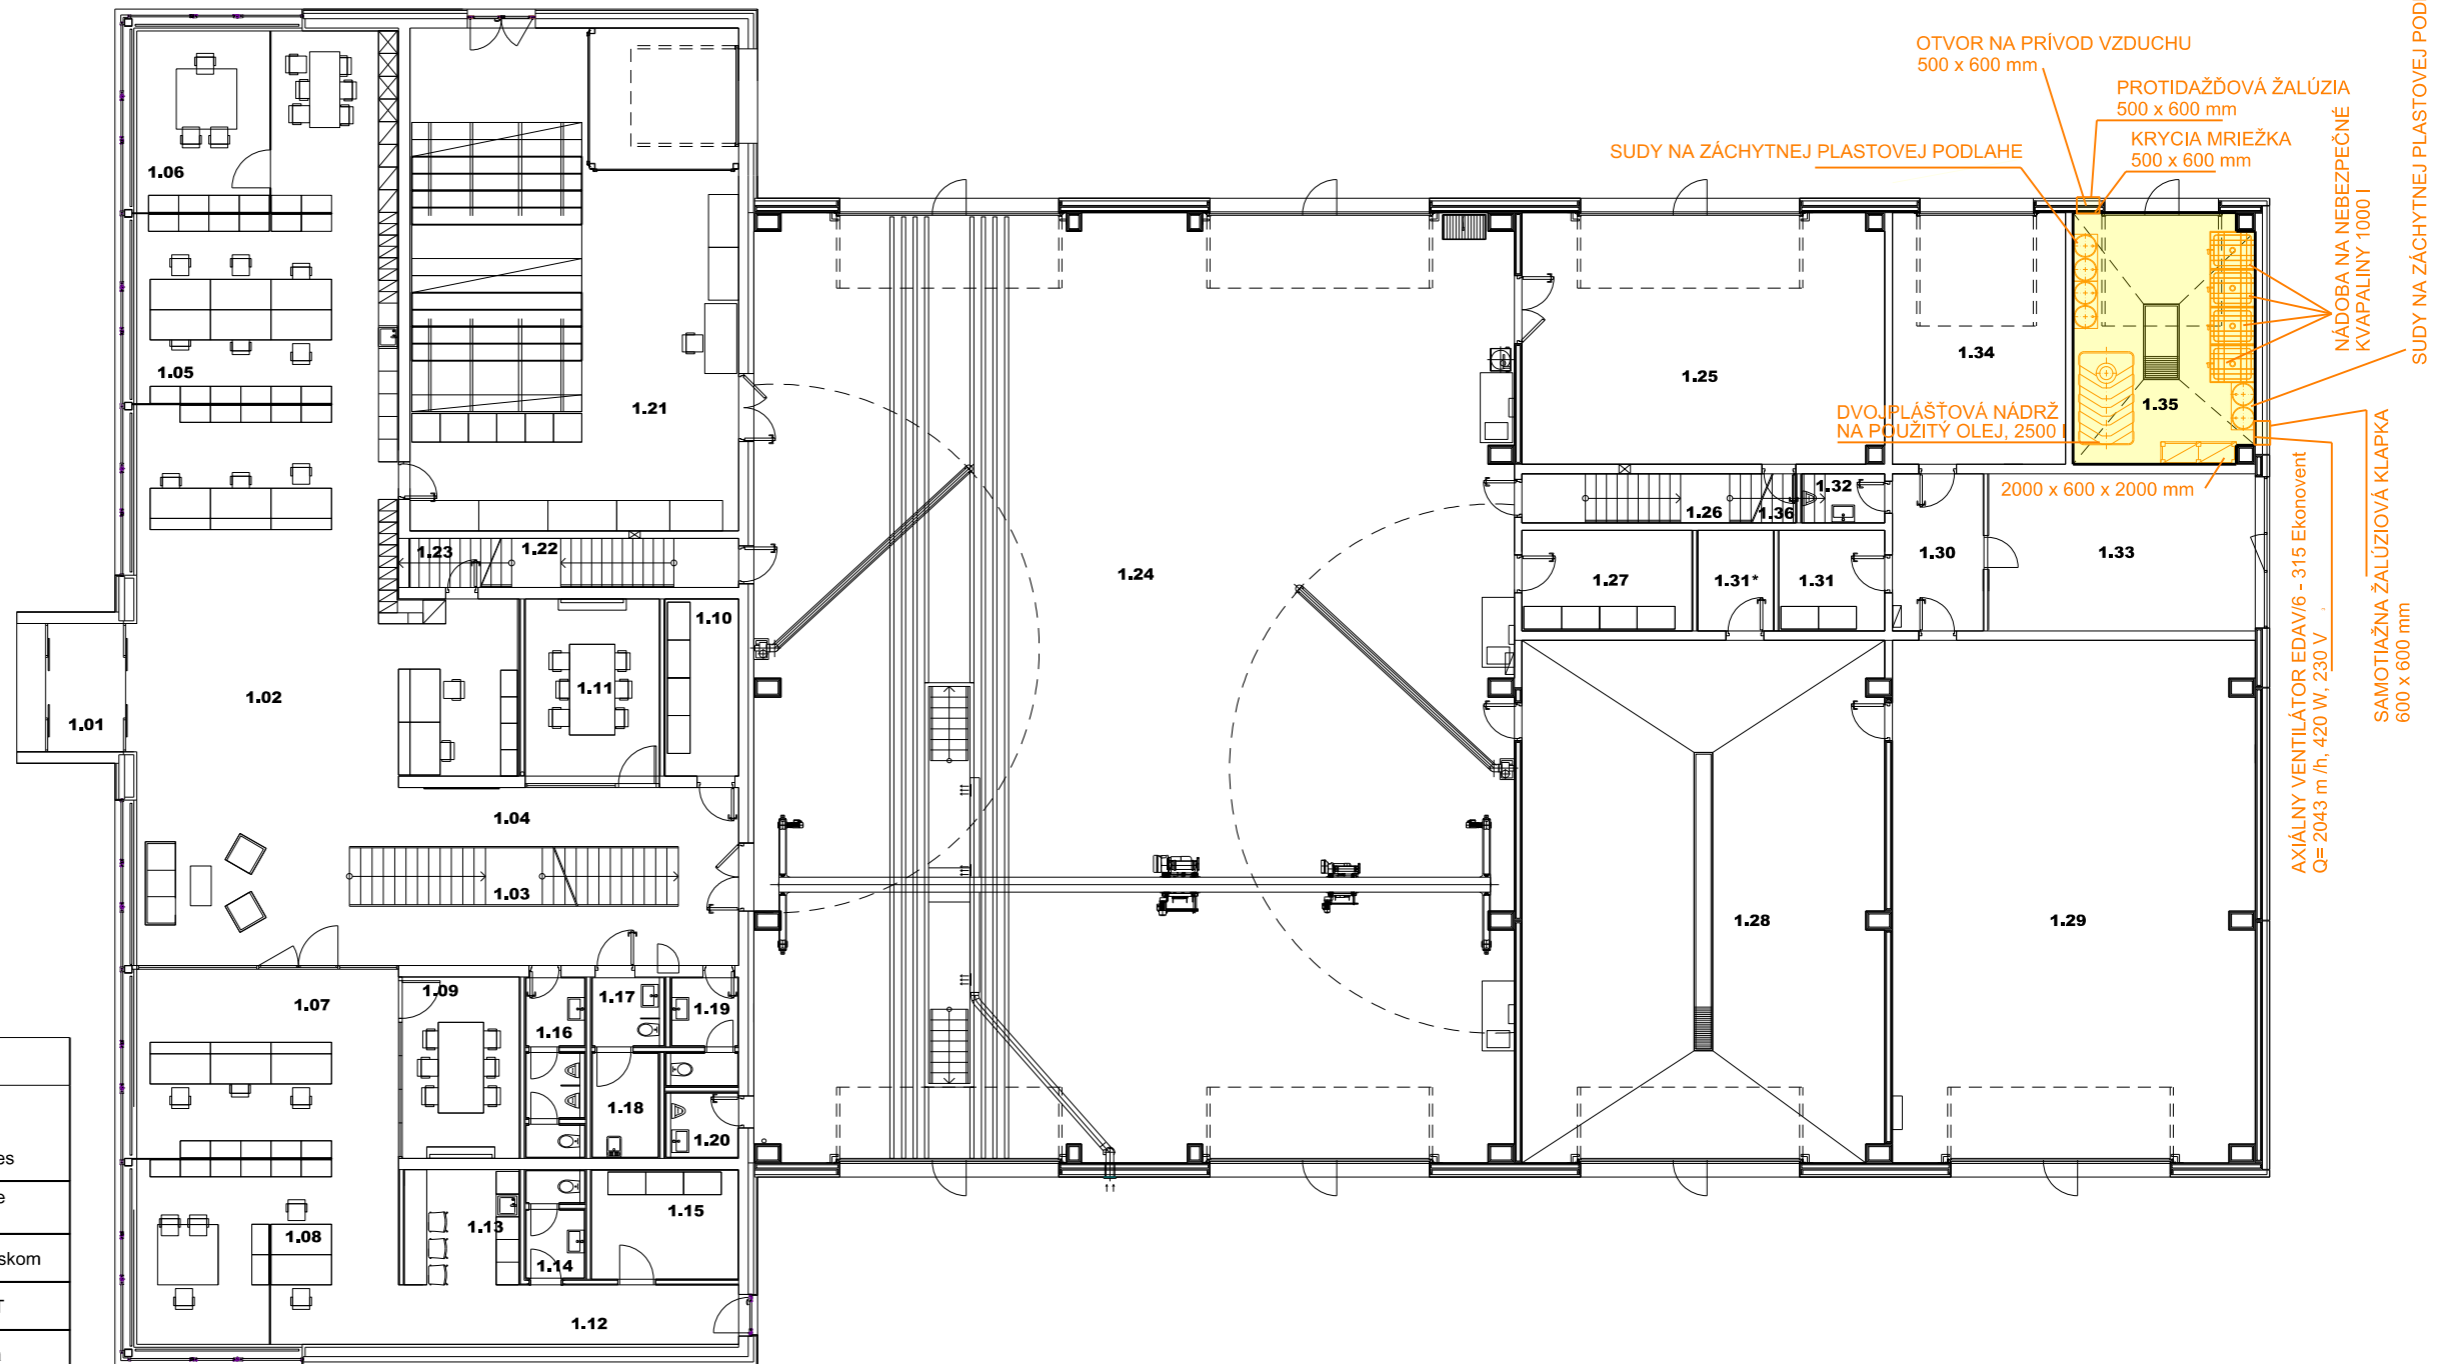 OTVOR NA PRÍVOD VZDUCHU
500 x 600 mm
PROTIDAŽĎOVÁ ŽALÚZIA
500 x 600 mm
KRYCIA MRIEŽKA
500 x 600 mm
SUDY NA ZÁCHYTNEJ PLASTOVEJ PODLAHE
NÁDOBA NA NEBEZPEČNÉ
KVAPALINY 1000 l
SUDY NA ZÁCHYTNEJ PLASTOVEJ
DVOJPLÁŠŤOVÁ NÁDRŽ
NA POUŽITÝ OLEJ, 2500 l
2000 x 600 x 2000 mm
AXIÁLNY VENTILÁTOR EDAV/6 - 315 Ekonovent
Q= 2043 m /h, 420 W, 230 V
SAMOTIAŽNA ŽALÚZIOVÁ KLAPKA
600 x 600 mm
1.06
1.05
1.21
1.23
1.22
1.10
1.11
1.02
1.01
1.04
1.03
1.07
1.09
1.16
1.17
1.19
1.18
1.20
1.08
1.13
1.14
1.15
1.12
1.24
1.25
1.34
1.35
1.26
1.36
1.32
1.27
1.31*
1.31
1.30
1.33
1.28
1.29
es
e
skom
T